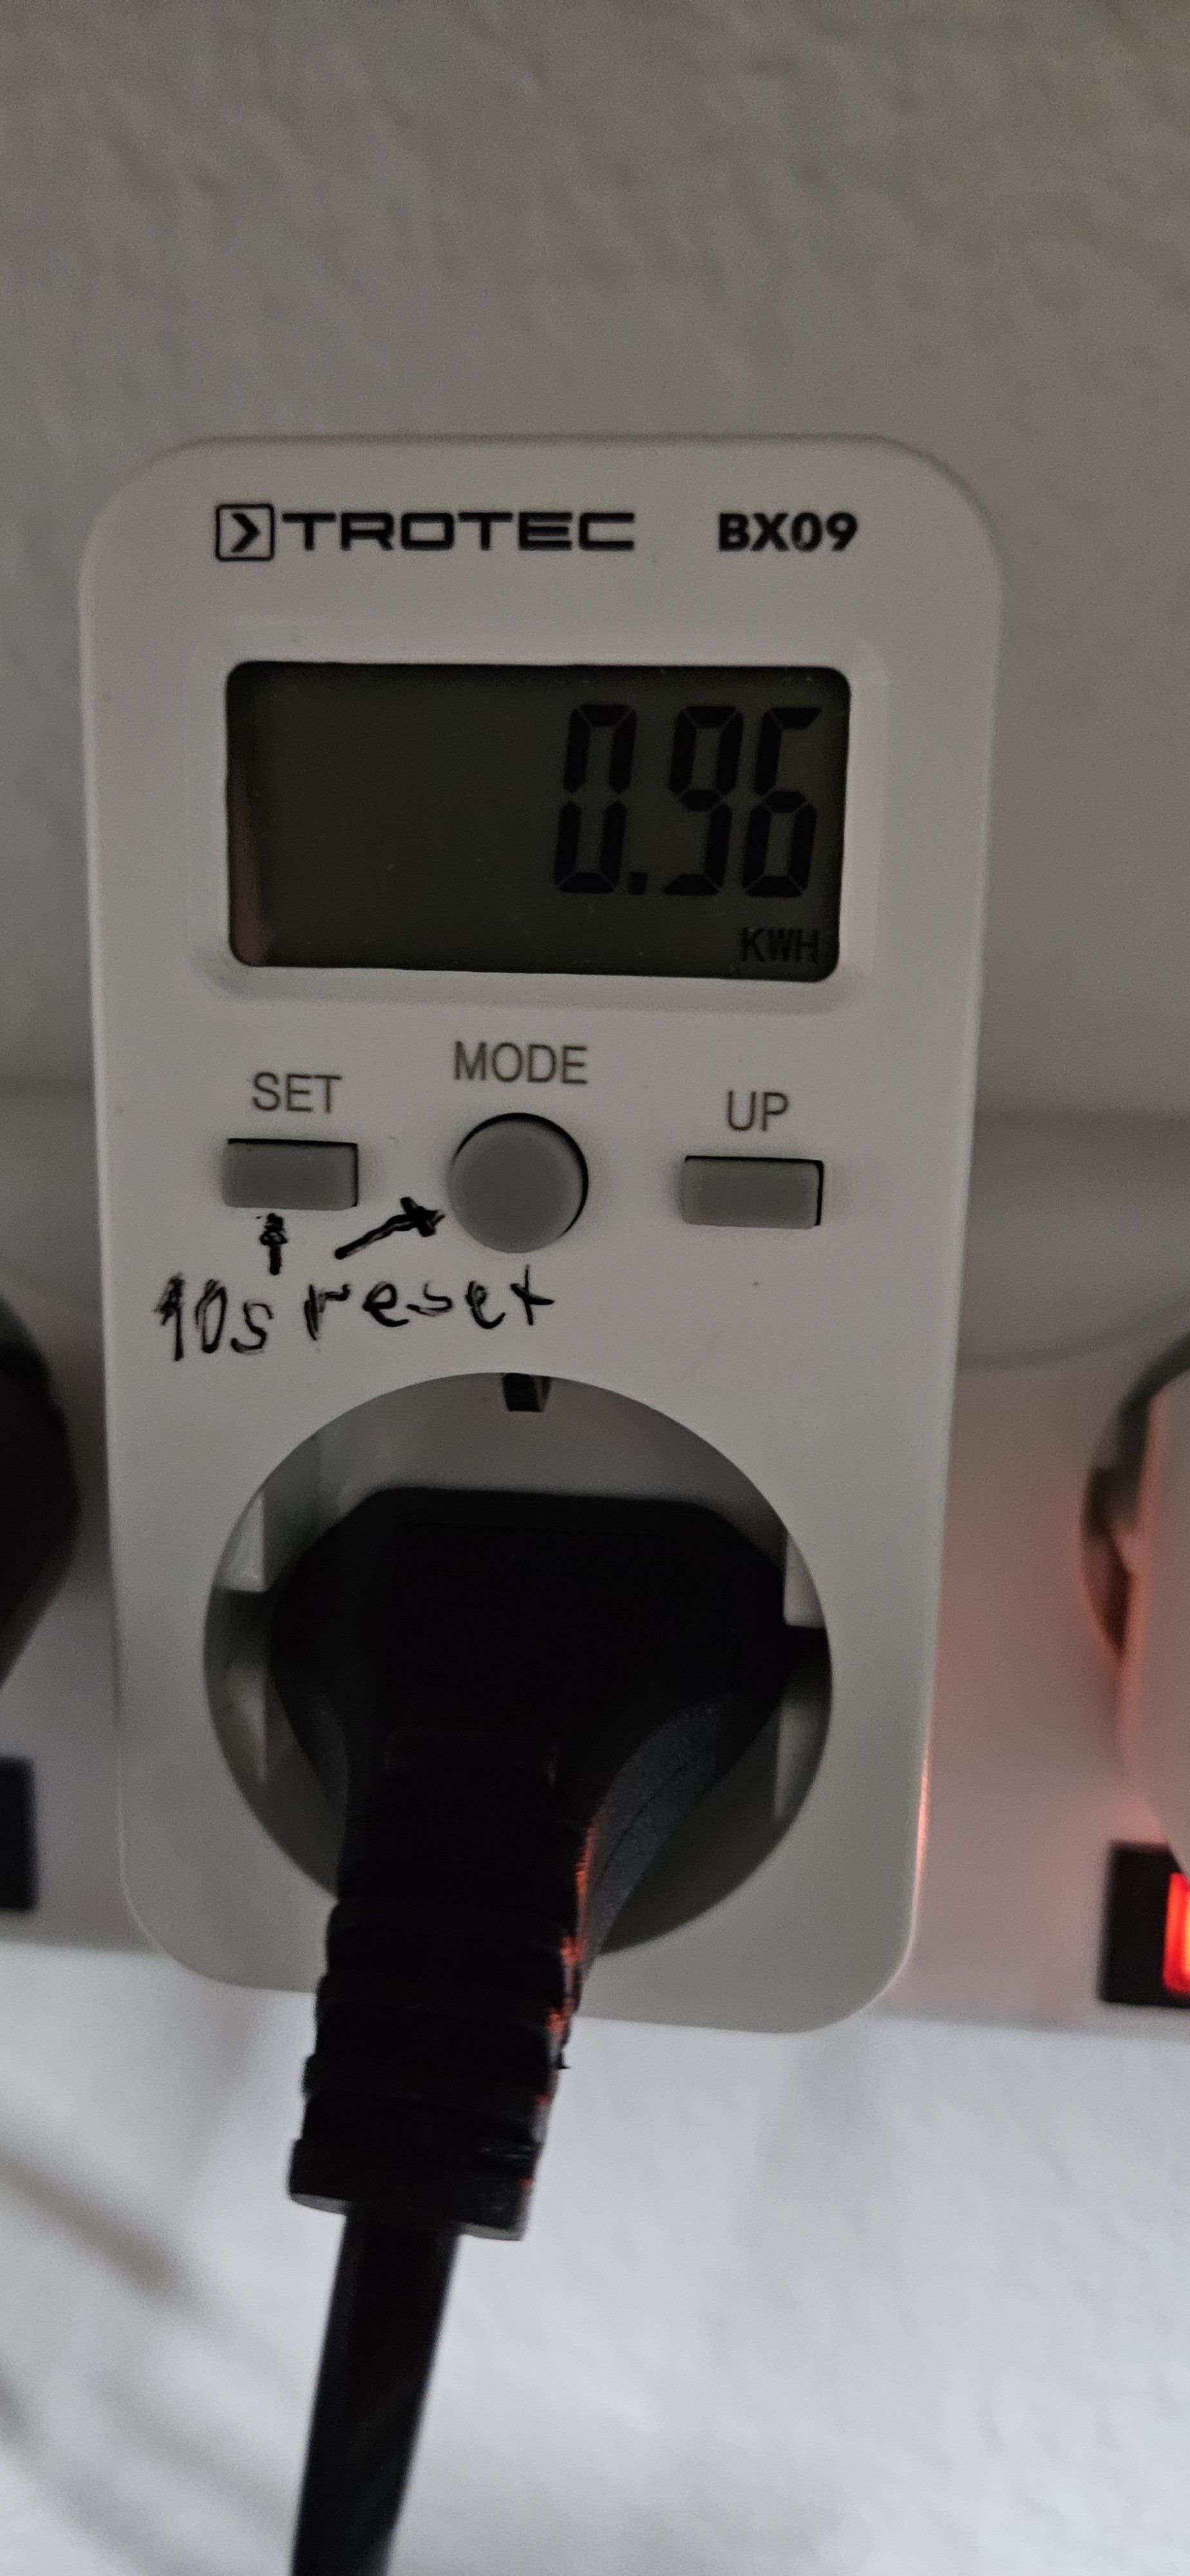 TROTEC BX09
0.96
KWH
SET MODE UP
10s reset